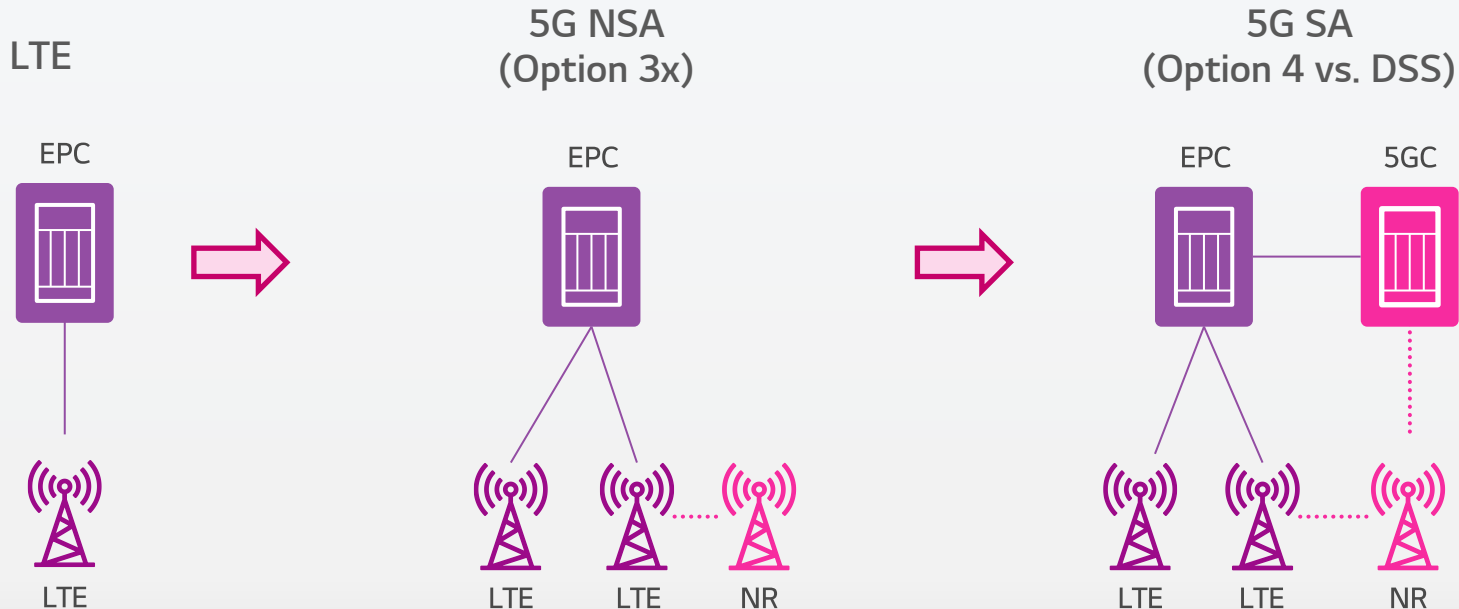 LTE
5G NSA
(Option 3x)
5G SA
(Option 4 vs. DSS)
EPC
EPC
EPC
5GC
LTE
LTE
LTE
NR
LTE
LTE
NR